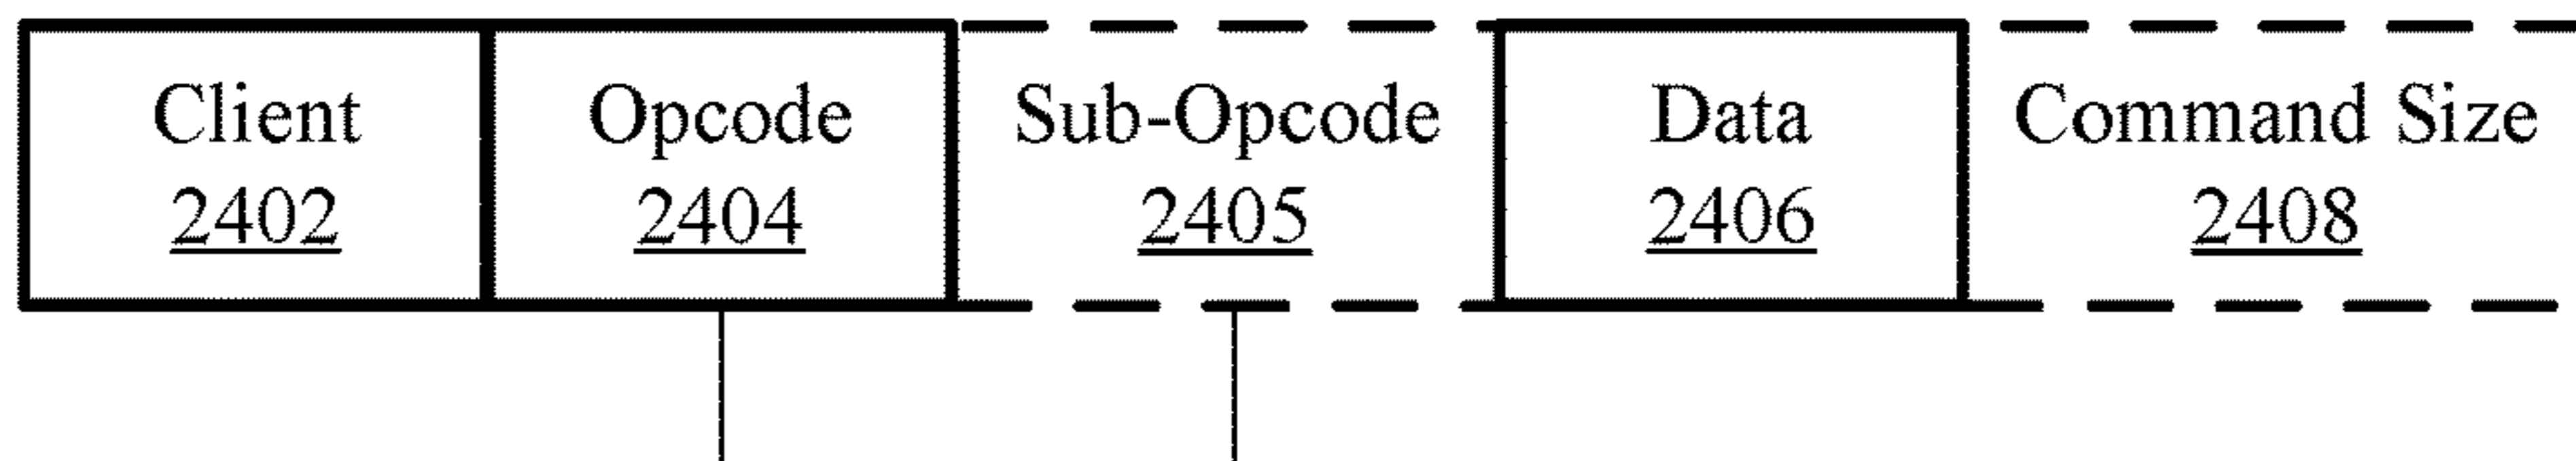 Client Opcode Sub-Opcode Data Command Size
2402 2404 2405 2406 2408